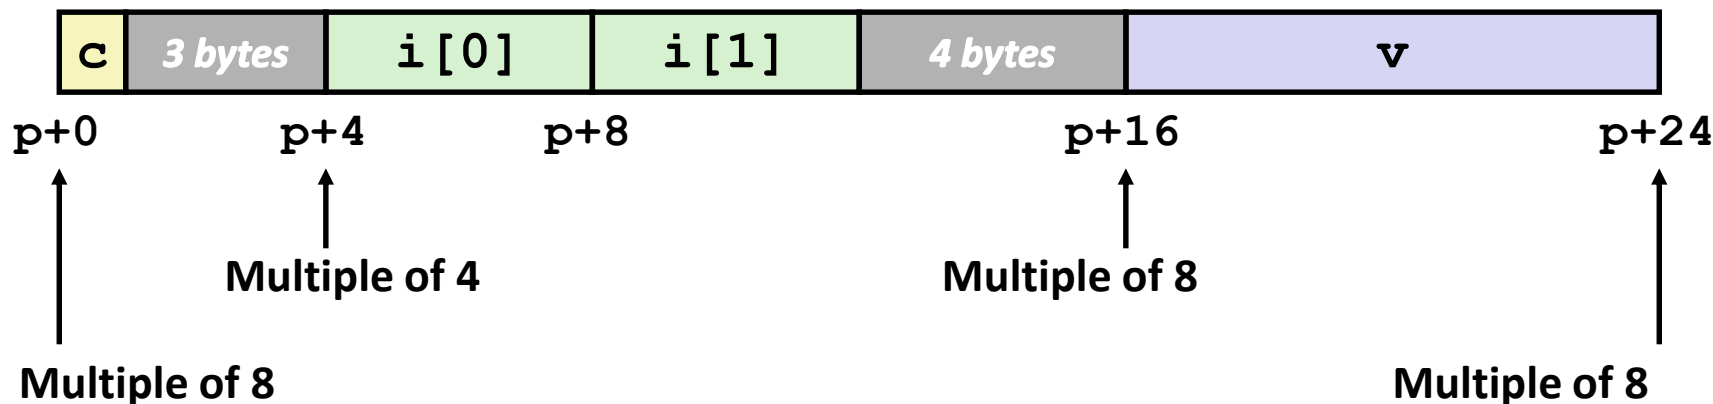 c 3 bytes i[0] i[1] 4 bytes v
p+0 p+4 p+8 p+16 p+24
Multiple of 4 Multiple of 8
Multiple of 8 Multiple of 8